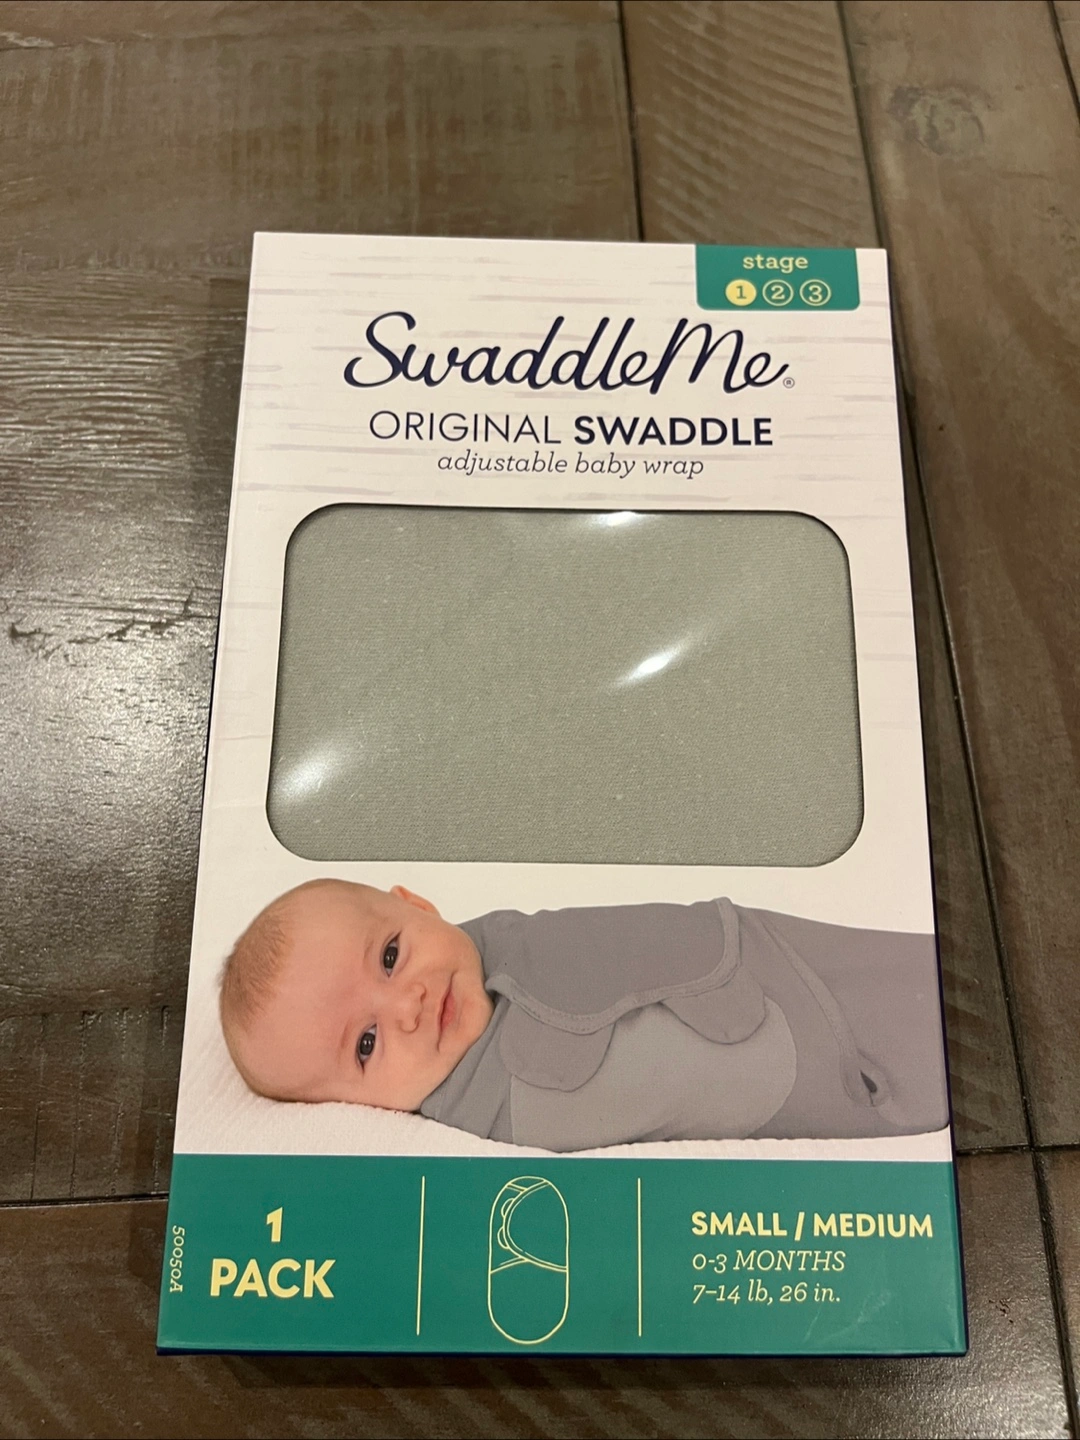 stage
1 2 3
SwaddleMe®
ORIGINAL SWADDLE
adjustable baby wrap
1
PACK
50050A
SMALL / MEDIUM
0-3 MONTHS
7-14 lb, 26 in.